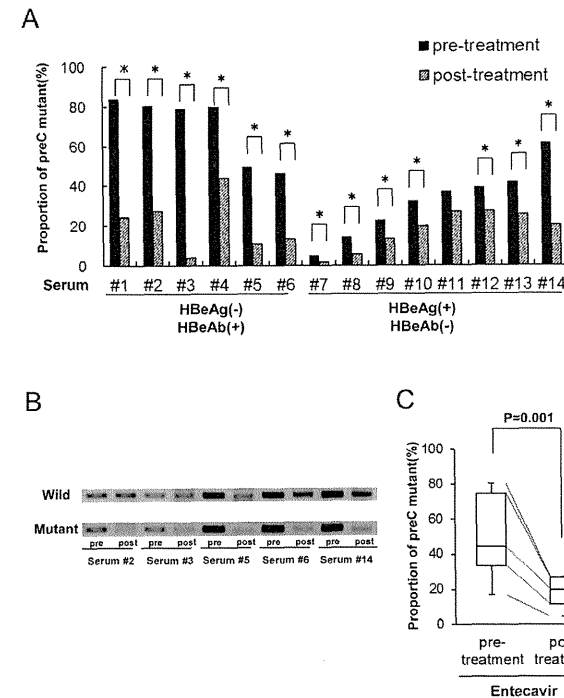 A
pre-treatment
post-treatment
Proportion of preC mutant(%)
100
80
60
40
20
0
* * * * * * * * * * * * *
Serum #1 #2 #3 #4 #5 #6 #7 #8 #9 #10 #11 #12 #13 #14
HBeAg(-) HBeAg(+)
HBeAb(+) HBeAb(-)
B
Wild
Mutant
pre post pre post pre post pre post pro post
Serum #2 Serum #3 Serum #5 Serum #6 Serum #14
C
P=0.001
Proportion of preC mutant(%)
100
80
60
40
20
0
pre- po
treatment treat
Entecavir